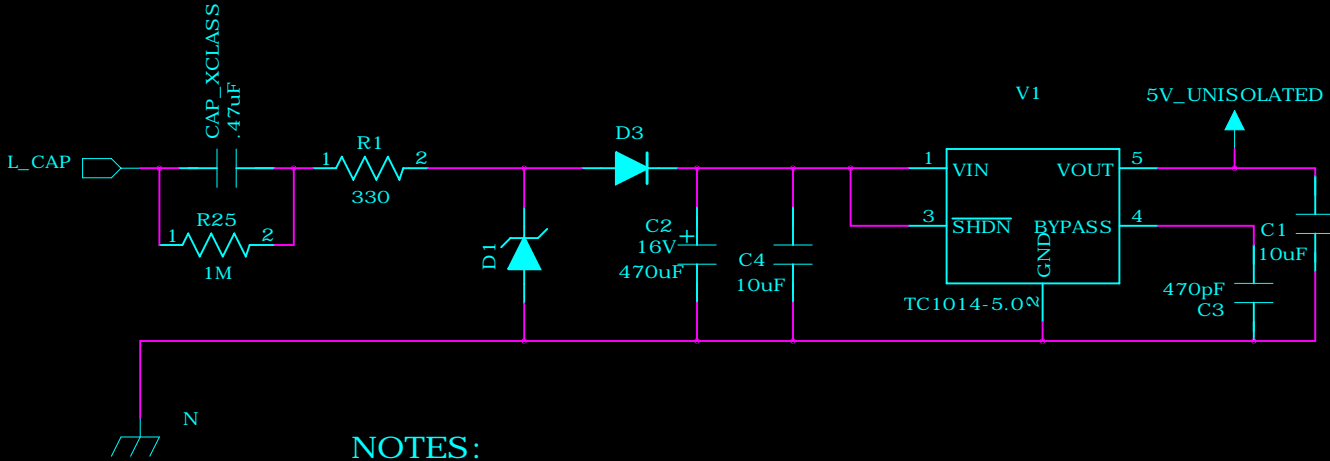 CAP_XCLASS
.47uF
L_CAP
1
R1
2
330
1
R25
2
1M
D1
D3
C2
16V
+
470uF
C4
10uF
V1
1
VIN
VOUT
5
3
SHDN
BYPASS
4
GND
2
TC1014-5.0
5V_UNISOLATED
C1
10uF
470pF
C3
N
NOTES: